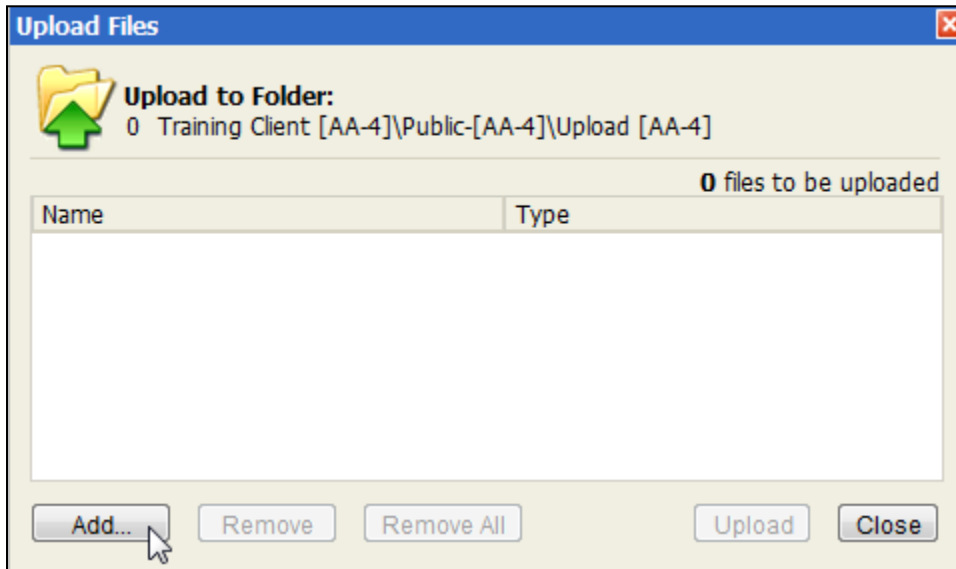 Upload Files
Upload to Folder:
0 Training Client [AA-4]\Public-[AA-4]\Upload [AA-4]
0 files to be uploaded
Name Type
Add... Remove Remove All Upload Close